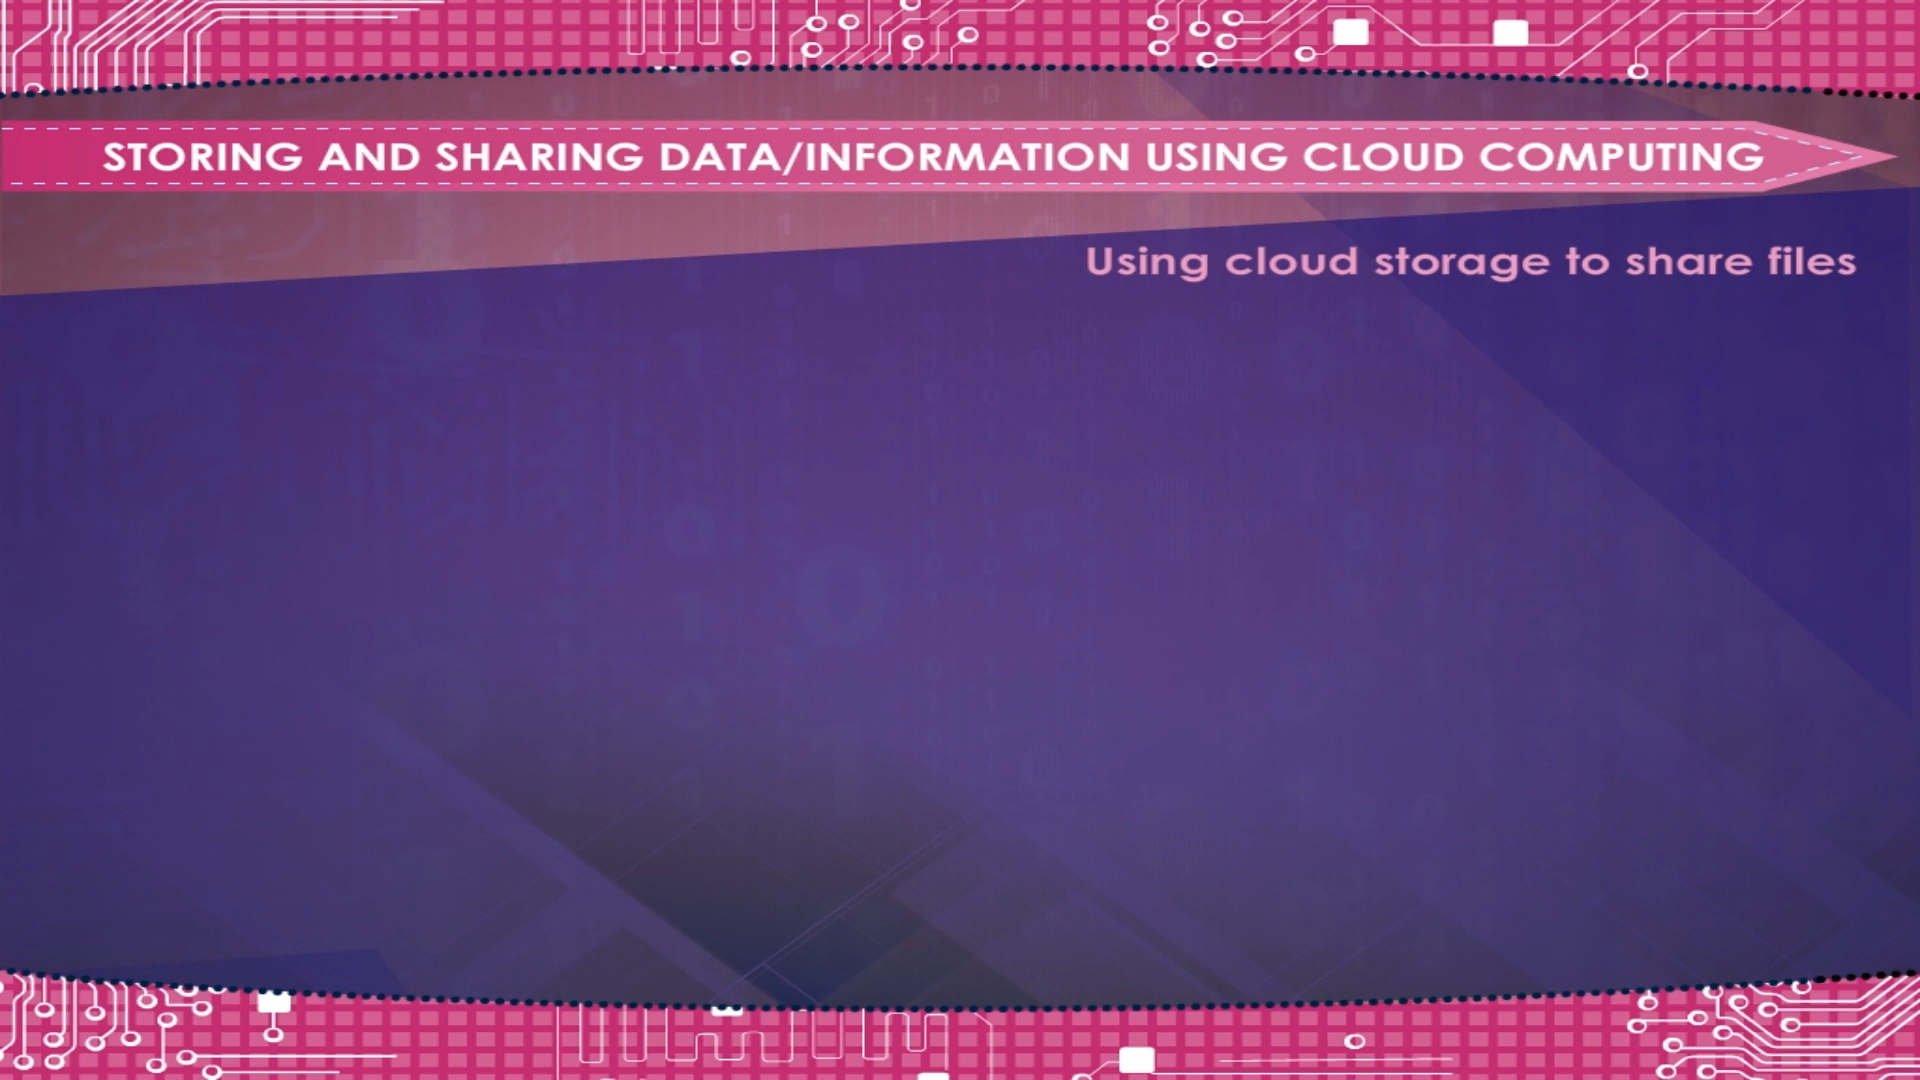 STORING AND SHARING DATA/INFORMATION USING CLOUD COMPUTING
Using cloud storage to share files